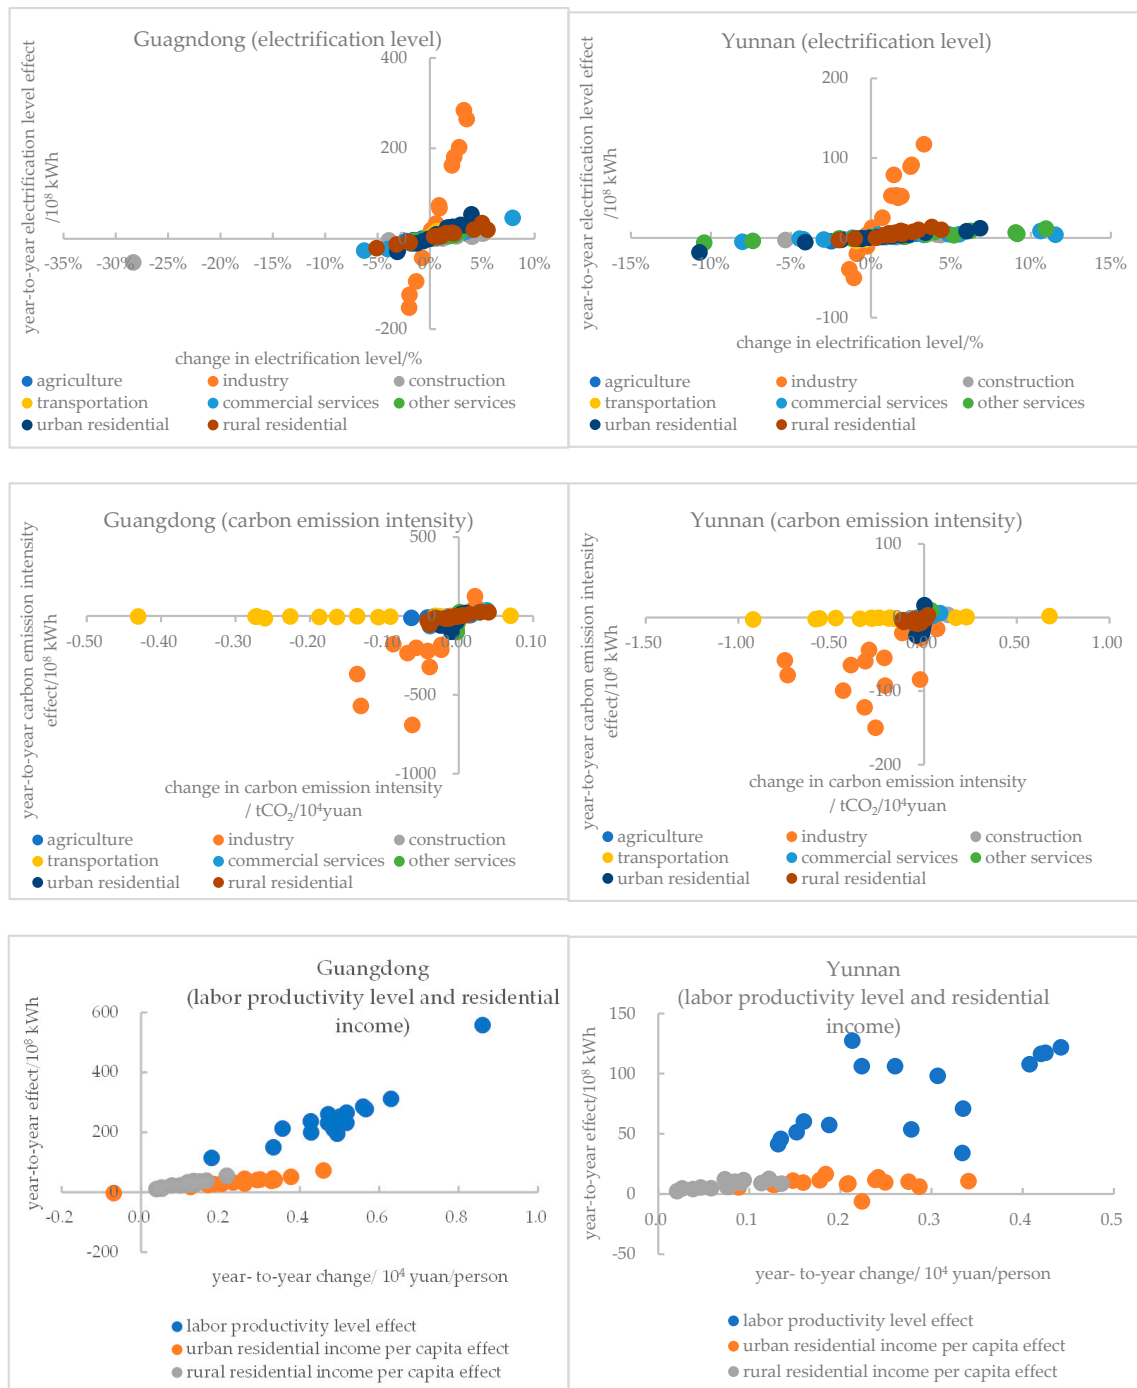 Guagndong (electrification level)
year-to-year electrification level effect
/10⁸ kWh
400
200
0
-200
-35%
-30%
-25%
-20%
-15%
-10%
-5%
0%
5%
10%
change in electrification level/%
agriculture
industry
construction
transportation
commercial services
other services
urban residential
rural residential
Yunnan (electrification level)
year-to-year electrification level effect
/10⁸ kWh
200
100
0
-100
-15%
-10%
-5%
0%
5%
10%
15%
change in electrification level/%
agriculture
industry
construction
transportation
commercial services
other services
urban residential
rural residential
Guangdong (carbon emission intensity)
year-to-year carbon emission intensity
effect/10⁸ kWh
500
0
-500
-1000
-0.50
-0.40
-0.30
-0.20
-0.10
0.00
0.10
change in carbon emission intensity
/ tCO₂/10⁴yuan
agriculture
industry
construction
transportation
commercial services
other services
urban residential
rural residential
Yunnan (carbon emission intensity)
year-to-year carbon emission intensity
effect/10⁸ kWh
100
0
-100
-200
-1.50
-1.00
-0.50
0.00
0.50
1.00
change in carbon emission intensity
/ tCO₂/10⁴yuan
agriculture
industry
construction
transportation
commercial services
other services
urban residential
rural residential
Guangdong
(labor productivity level and residential
income)
year-to-year effect/10⁸ kWh
600
400
200
0
-200
-0.2
0.0
0.2
0.4
0.6
0.8
1.0
year- to-year change/ 10⁴ yuan/person
labor productivity level effect
urban residential income per capita effect
rural residential income per capita effect
Yunnan
(labor productivity level and residential
income)
year-to-year effect/10⁸ kWh
150
100
50
0
-50
0.0
0.1
0.2
0.3
0.4
0.5
year- to-year change/ 10⁴ yuan/person
labor productivity level effect
urban residential income per capita effect
rural residential income per capita effect